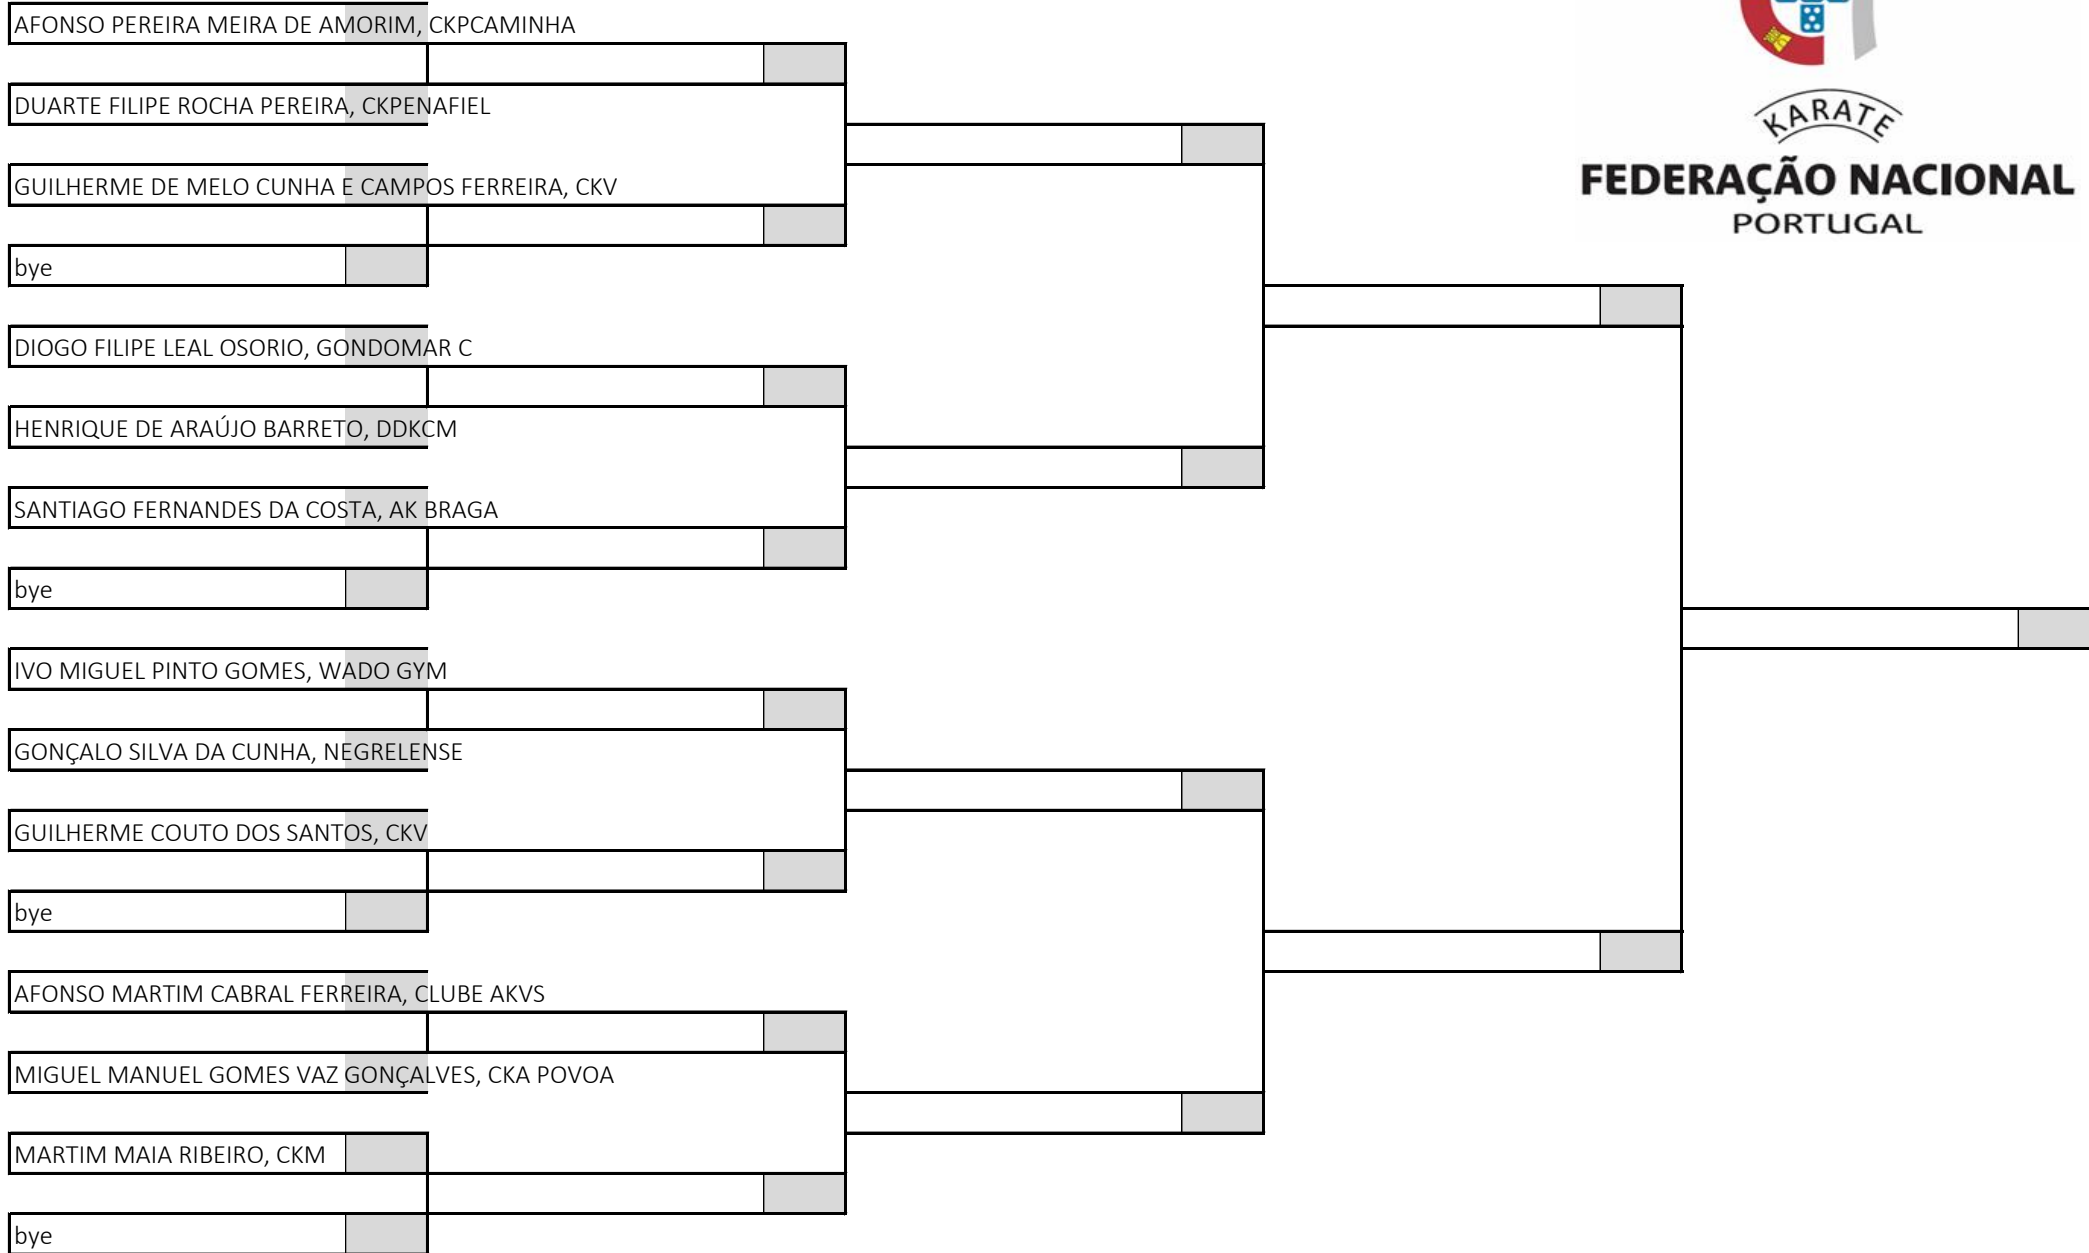 AFONSO PEREIRA MEIRA DE AMORIM, CKPCAMINHA
DUARTE FILIPE ROCHA PEREIRA, CKPENAFIEL
GUILHERME DE MELO CUNHA E CAMPOS FERREIRA, CKV
bye
DIOGO FILIPE LEAL OSORIO, GONDOMAR C
HENRIQUE DE ARAÚJO BARRETO, DDKCM
SANTIAGO FERNANDES DA COSTA, AK BRAGA
bye
IVO MIGUEL PINTO GOMES, WADO GYM
GONÇALO SILVA DA CUNHA, NEGRELENSE
GUILHERME COUTO DOS SANTOS, CKV
bye
AFONSO MARTIM CABRAL FERREIRA, CLUBE AKVS
MIGUEL MANUEL GOMES VAZ GONÇALVES, CKA POVOA
MARTIM MAIA RIBEIRO, CKM
bye
KARATE
FEDERAÇÃO NACIONAL
PORTUGAL